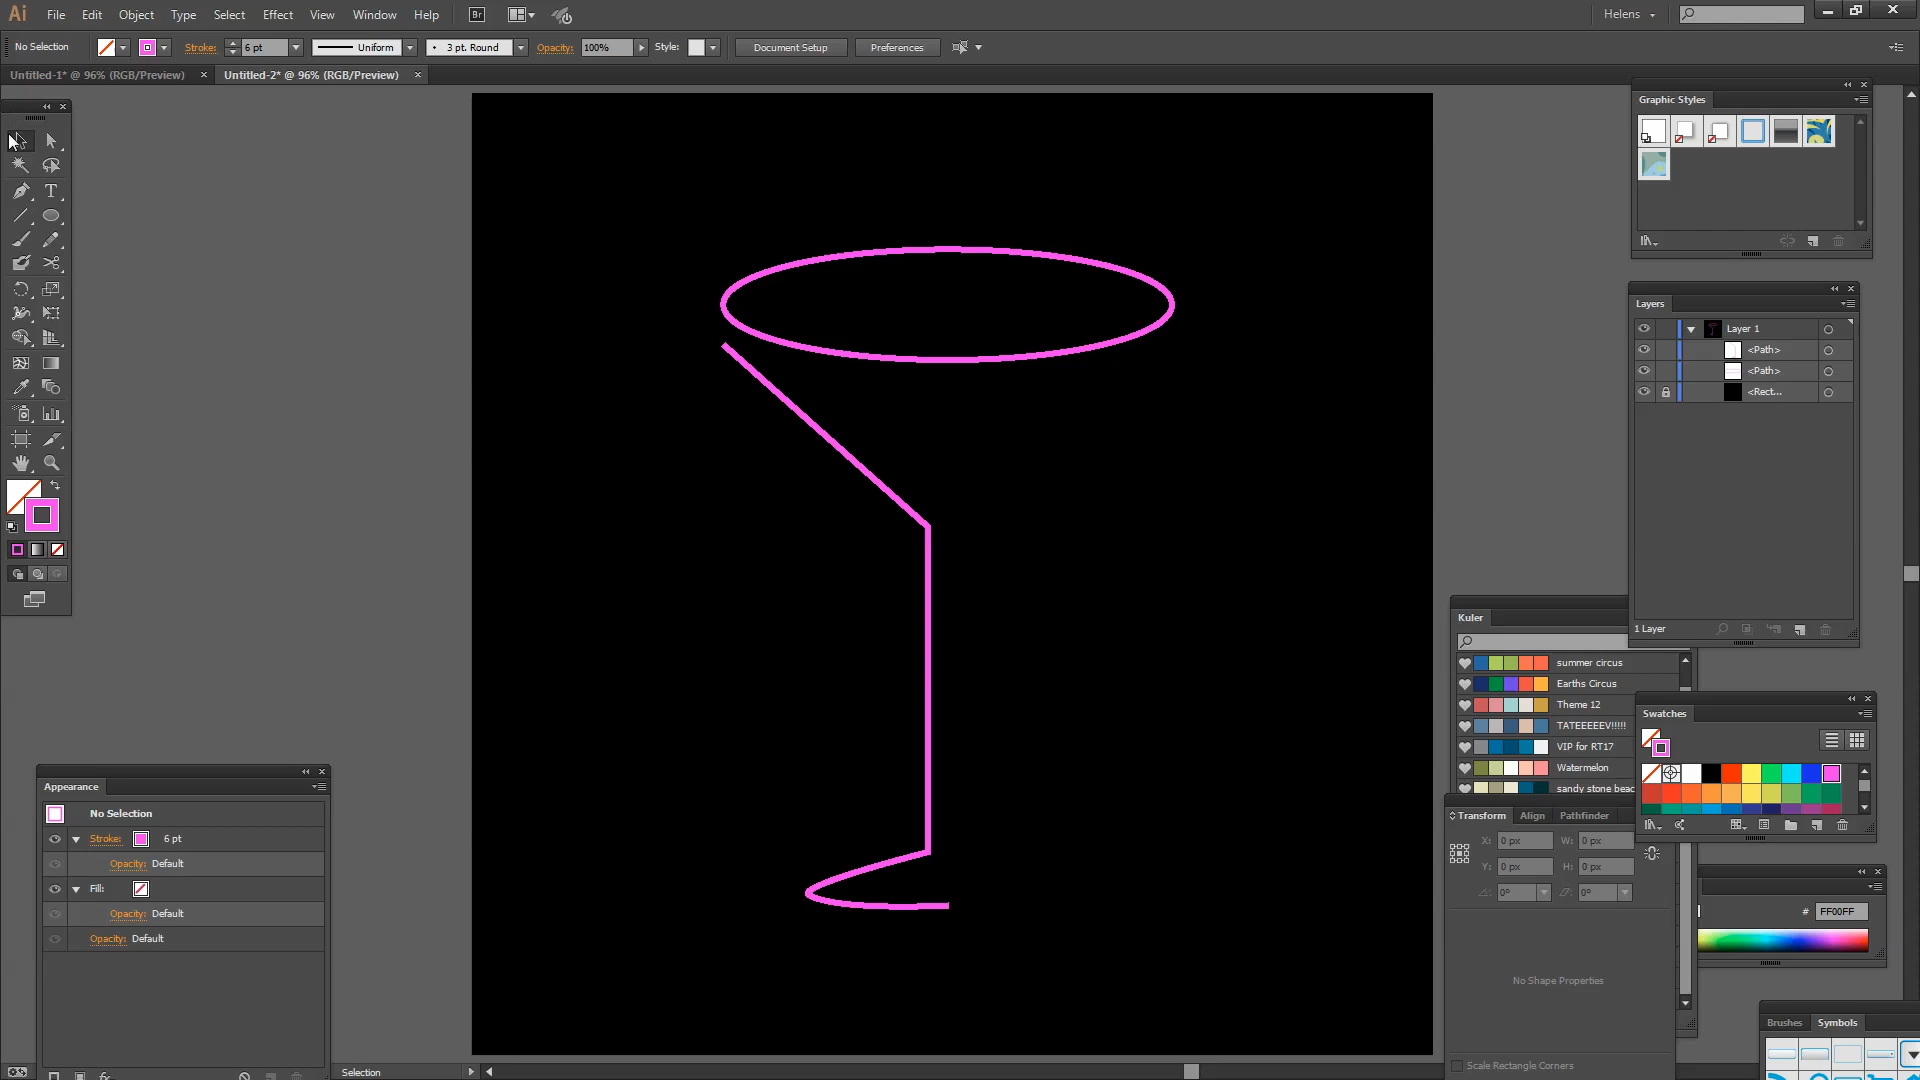 Ai File Edit Object Type Select Effect View Window Help Br Helens
No Selection Stroke: 6 pt Uniform 3 pt. Round Opacity: 100% Style: Document Setup Preferences
Untitled-1* @ 96% (RGB/Preview) Untitled-2* @ 96% (RGB/Preview)
Graphic Styles
Layers
Layer 1
<Path>
<Path>
<Rect...
1 Layer
Kuler
summer circus
Earths Circus
Theme 12
TATEEEEEV!!!!!
VIP for RT17
Watermelon
sandy stone beac
Swatches
Transform Align Pathfinder
X: 0 px W: 0 px
Y: 0 px H: 0 px
0° 0°
No Shape Properties
Scale Rectangle Corners
# FF00FF
Brushes Symbols
Appearance
No Selection
Stroke: 6 pt
Opacity: Default
Fill:
Opacity: Default
Opacity: Default
fx
Selection